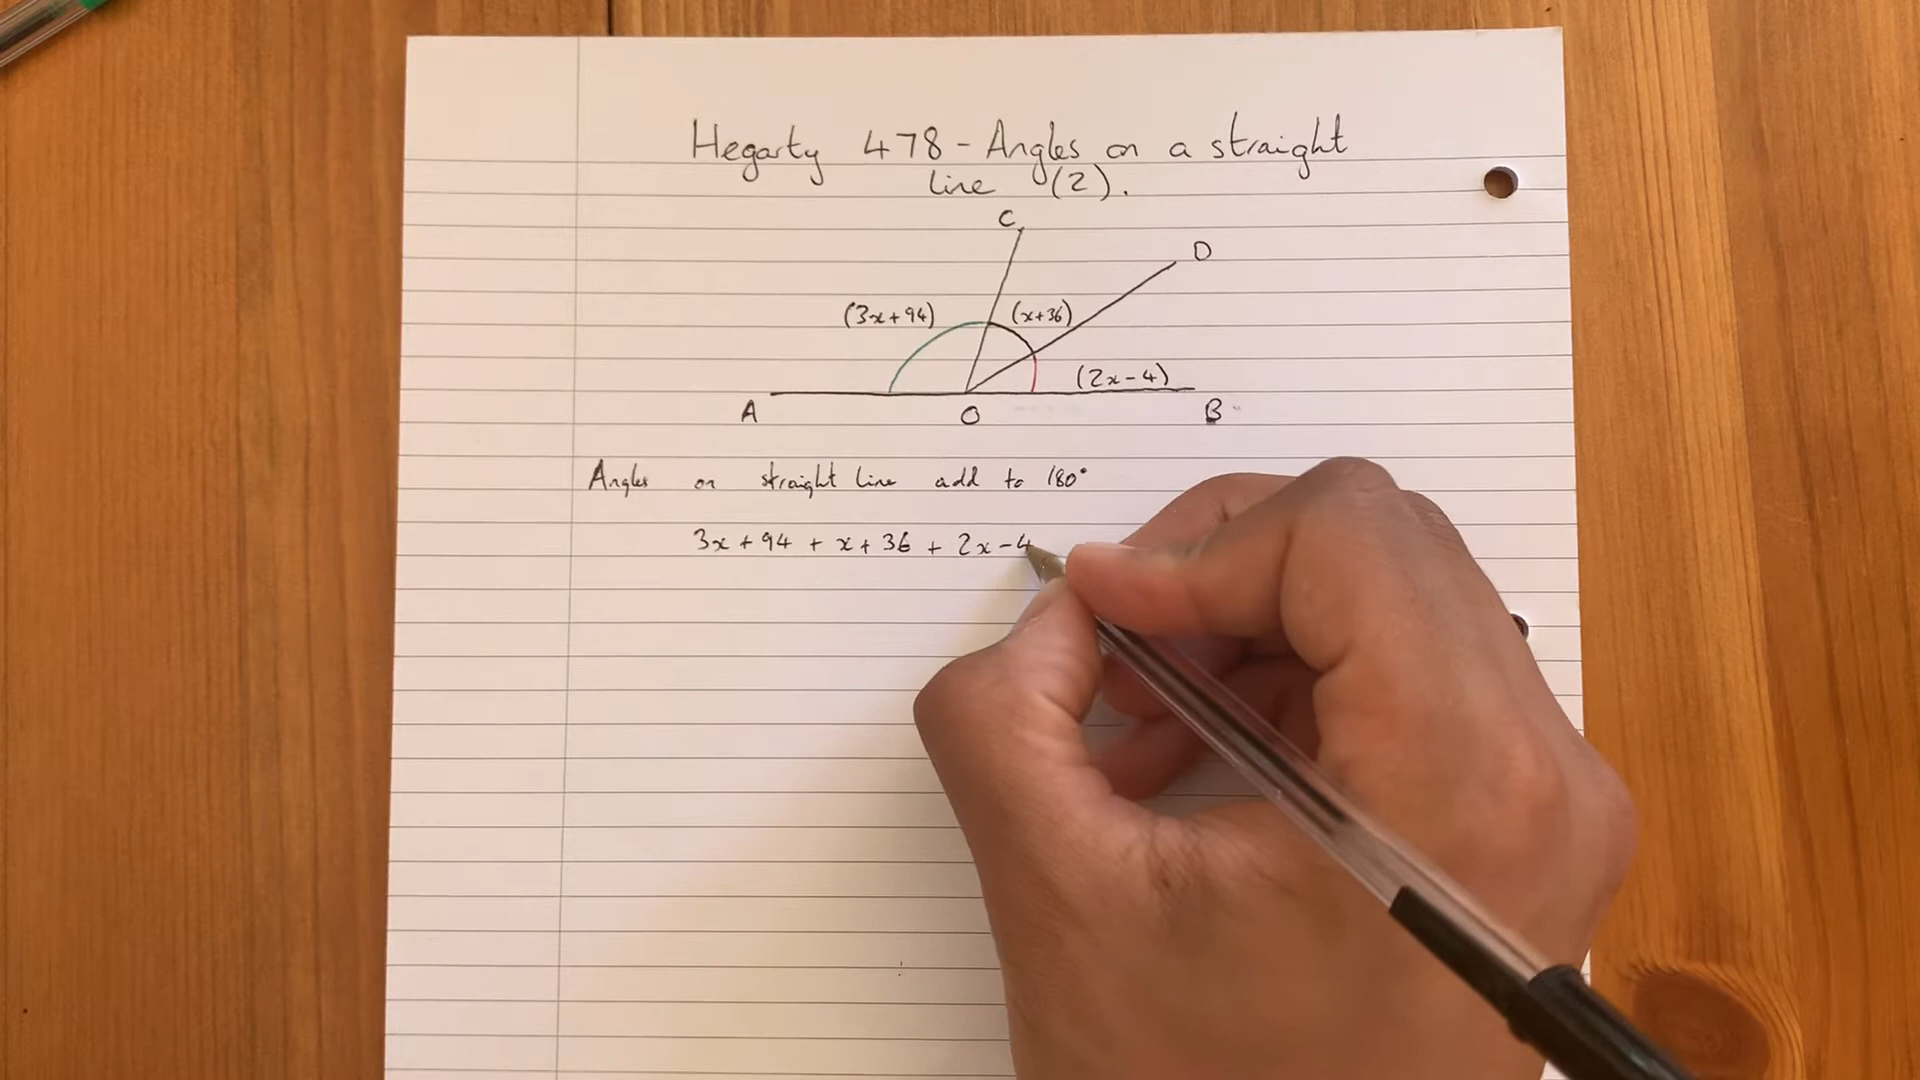 Hegarty 478 - Angles on a straight
line (2).
C
D
(3x+94) (x+36)
(2x-4)
A O B
Angles on straight line add to 180°
3x+94 + x+36 + 2x-4